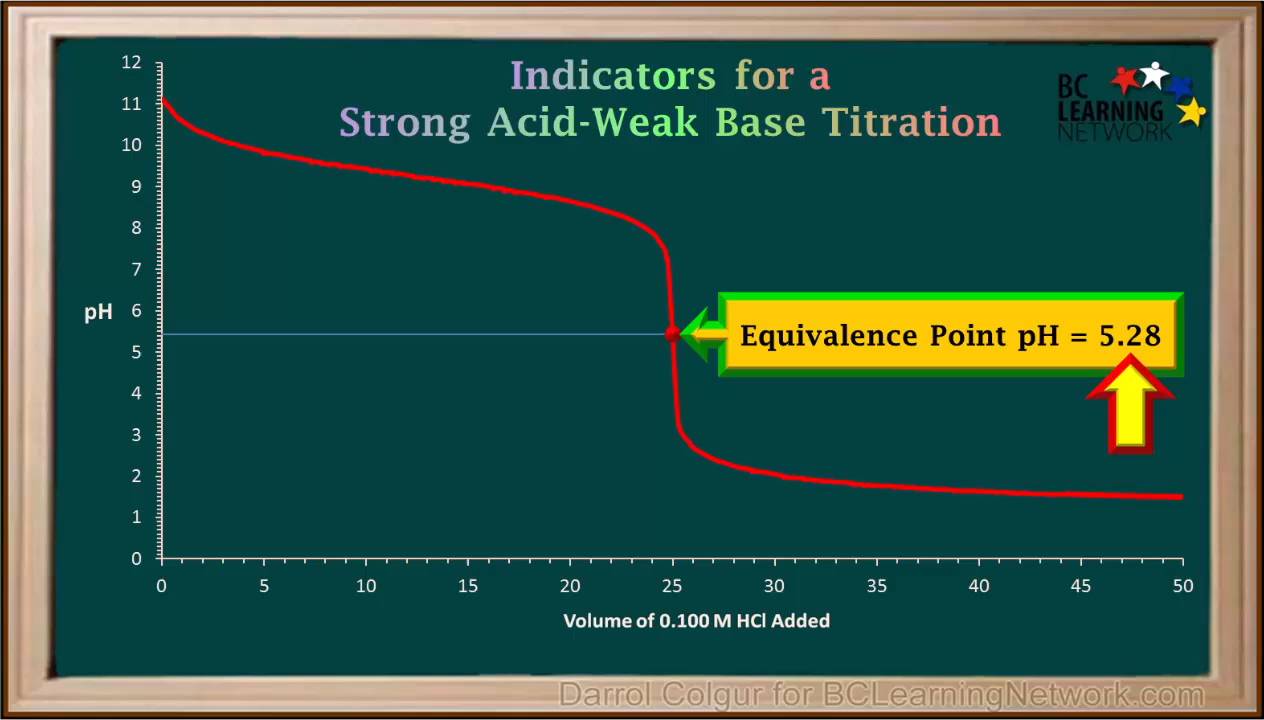 Indicators for a
Strong Acid-Weak Base Titration
BC
LEARNING
NETWORK
12
11
10
9
8
7
6
5
4
3
2
1
0
pH
Equivalence Point pH = 5.28
0 5 10 15 20 25 30 35 40 45 50
Volume of 0.100 M HCl Added
Darrol Colgur for BCLearningNetwork.com